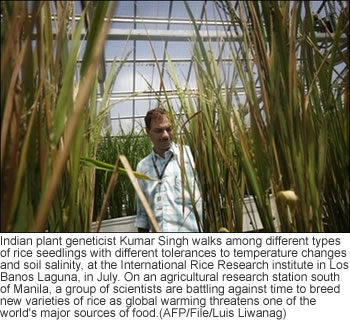 Indian plant geneticist Kumar Singh walks among different types
of rice seedlings with different tolerances to temperature changes
and soil salinity, at the International Rice Research institute in Los
Banos Laguna, in July. On an agricultural research station south
of Manila, a group of scientists are battling against time to breed
new varieties of rice as global warming threatens one of the
world's major sources of food.(AFP/File/Luis Liwanag)